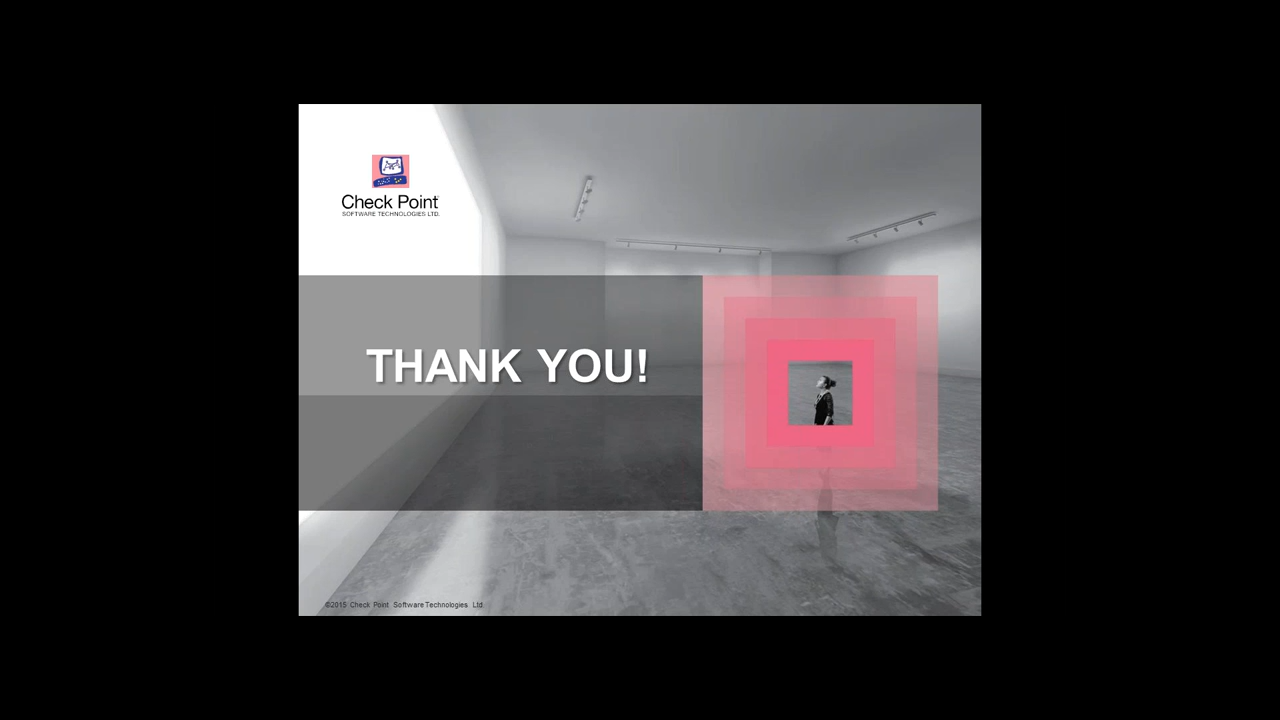 Check Point
SOFTWARE TECHNOLOGIES LTD.
THANK YOU!
©2015 Check Point Software Technologies Ltd.